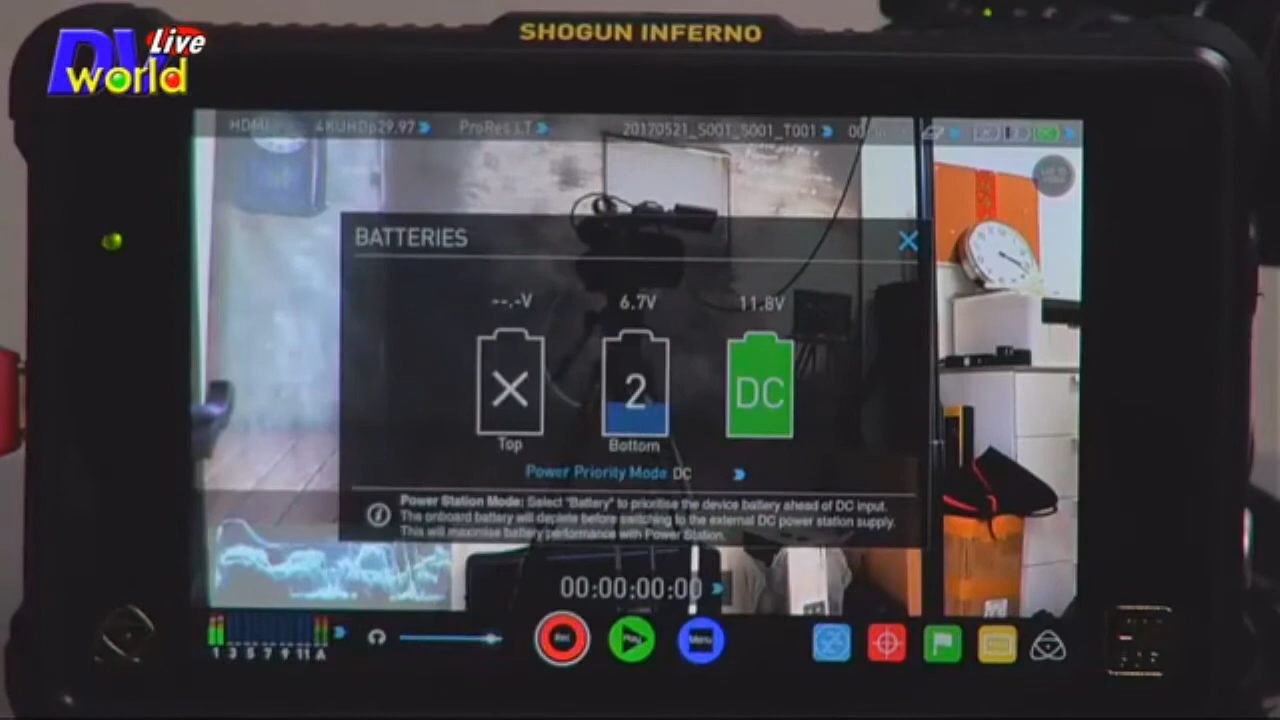 SHOGUN INFERNO
DV Live
world
4KUHDp29.97
ProRes LT
20170521_S001_S001_T001
BATTERIES
--.-V
6.7V
11.8V
2
DC
Top
Bottom
Power Priority Mode DC
Power Station Mode: Select "Battery" to prioritise the device battery ahead of DC input.
The onboard battery will deplete before switching to the external DC power station supply.
This will maximise battery performance with Power Station.
00:00:00:00
REC
Play
Menu
1 3 5 7 9 11 A